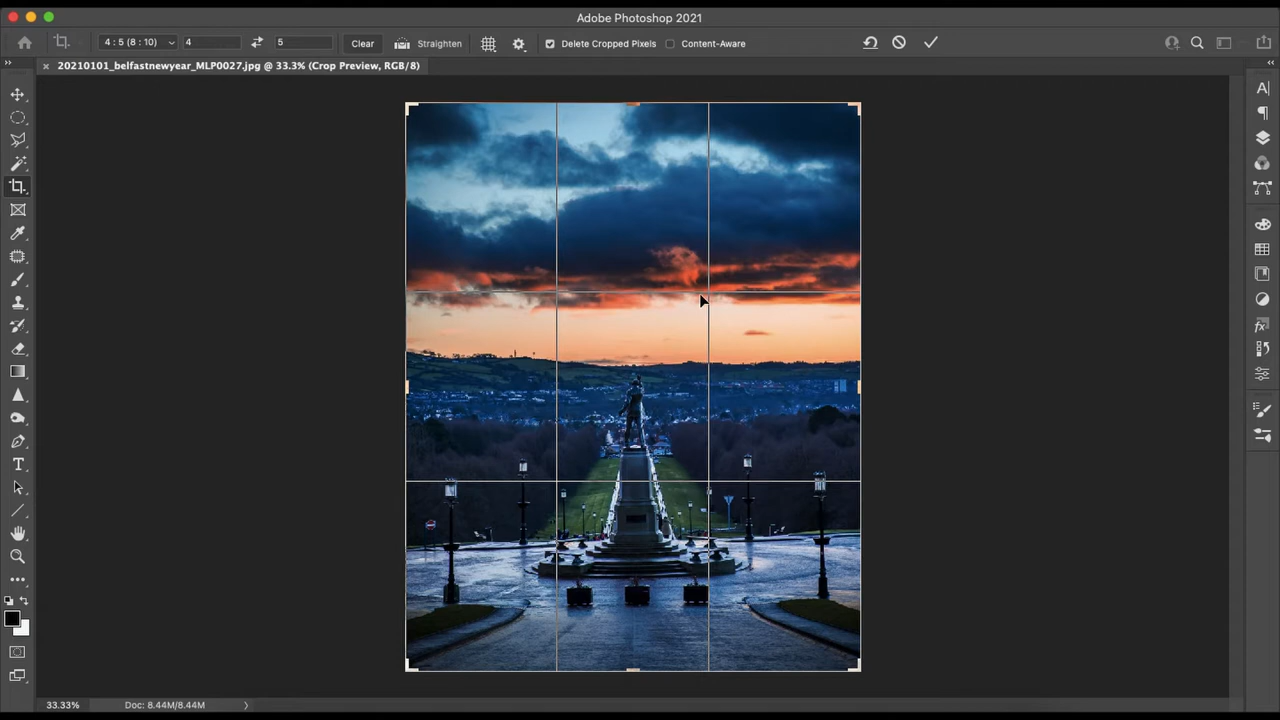 Adobe Photoshop 2021
4 : 5 (8 : 10) 4 5 Clear Straighten Delete Cropped Pixels Content-Aware
20210101_belfastnewyear_MLP0027.jpg @ 33.3% (Crop Preview, RGB/8)
33.33% Doc: 8.44M/8.44M